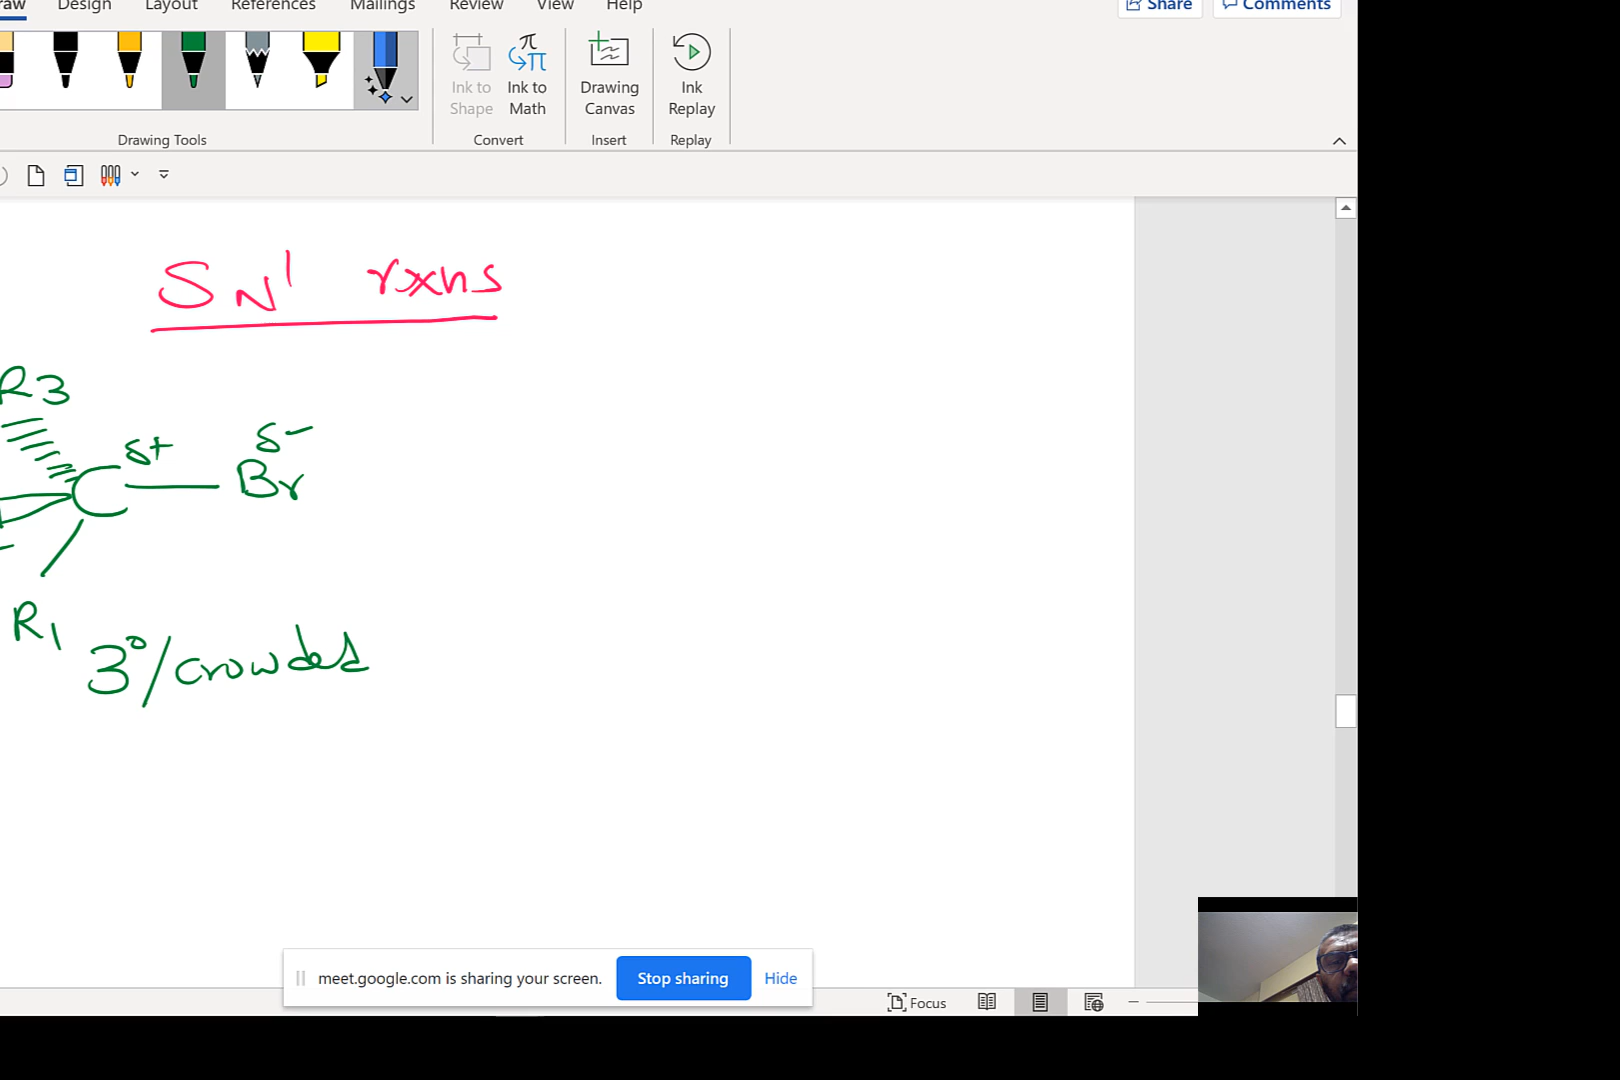 aw Design Layout References Mailings Review View Help Share Comments
Ink to Shape
Ink to Math
Drawing Canvas
Ink Replay
Drawing Tools Convert Insert Replay
SN1 rxns
R3
δ+ δ-
C Br
R1
3°/crowded
meet.google.com is sharing your screen. Stop sharing Hide
Focus